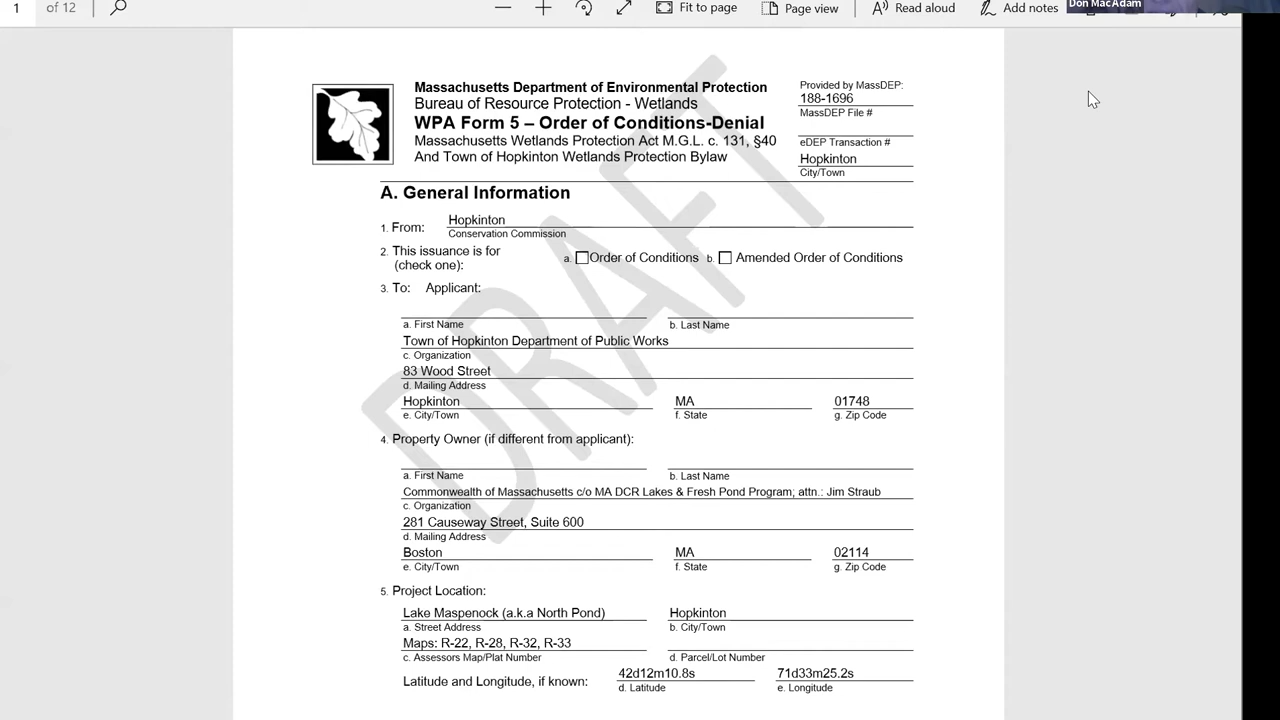 1 of 12 Fit to page Page view Read aloud Add notes Don MacAdam
Massachusetts Department of Environmental Protection
Bureau of Resource Protection - Wetlands
WPA Form 5 – Order of Conditions-Denial
Massachusetts Wetlands Protection Act M.G.L. c. 131, §40
And Town of Hopkinton Wetlands Protection Bylaw
Provided by MassDEP:
188-1696
MassDEP File #
eDEP Transaction #
Hopkinton
City/Town
DRAFT
A. General Information
1. From: Hopkinton
Conservation Commission
2. This issuance is for
(check one): a. Order of Conditions b. Amended Order of Conditions
3. To: Applicant:
a. First Name b. Last Name
Town of Hopkinton Department of Public Works
c. Organization
83 Wood Street
d. Mailing Address
Hopkinton MA 01748
e. City/Town f. State g. Zip Code
4. Property Owner (if different from applicant):
a. First Name b. Last Name
Commonwealth of Massachusetts c/o MA DCR Lakes & Fresh Pond Program; attn.: Jim Straub
c. Organization
281 Causeway Street, Suite 600
d. Mailing Address
Boston MA 02114
e. City/Town f. State g. Zip Code
5. Project Location:
Lake Maspenock (a.k.a North Pond) Hopkinton
a. Street Address b. City/Town
Maps: R-22, R-28, R-32, R-33
c. Assessors Map/Plat Number d. Parcel/Lot Number
Latitude and Longitude, if known: 42d12m10.8s 71d33m25.2s
d. Latitude e. Longitude